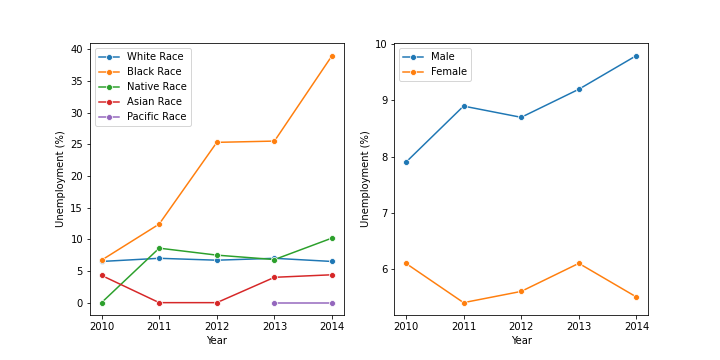 White Race
Black Race
Native Race
Asian Race
Pacific Race
40
35
30
25
20
15
10
5
0
Unemployment (%)
2010 2011 2012 2013 2014
Year
Male
Female
10
9
8
7
6
Unemployment (%)
2010 2011 2012 2013 2014
Year